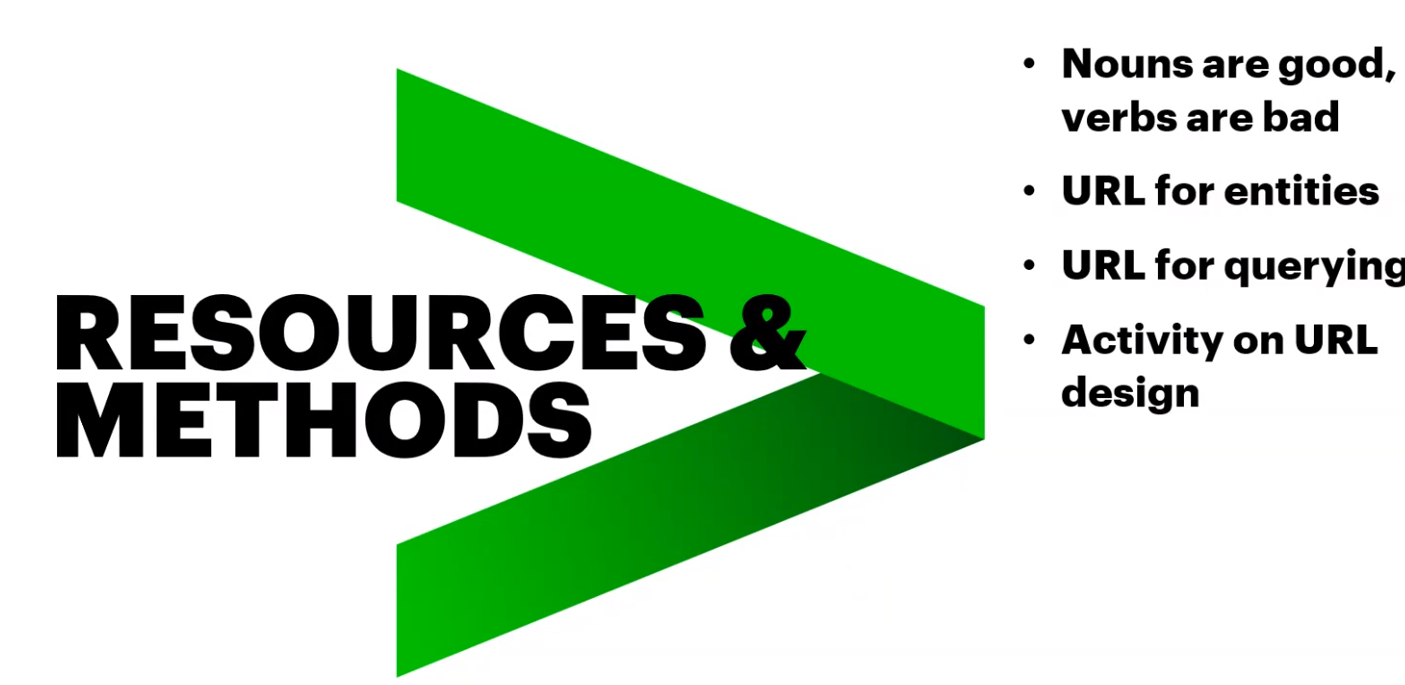 RESOURCES &
METHODS
• Nouns are good,
verbs are bad
• URL for entities
• URL for querying
• Activity on URL
design